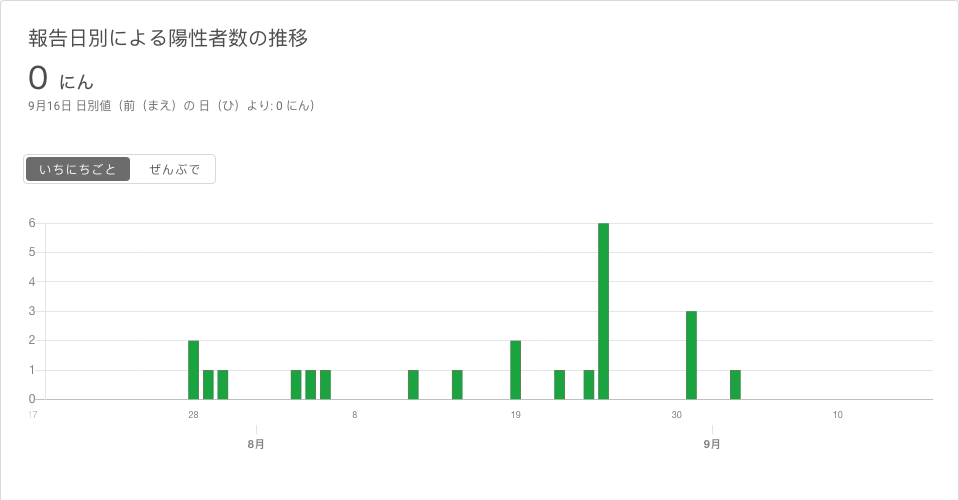 報告日別による陽性者数の推移
0 にん
9月16日 日別値（前（まえ）の 日（ひ）より: 0 にん）
いちにちごと ぜんぶで
6
5
4
3
2
1
0
17 28 8 19 30 10
8月 9月